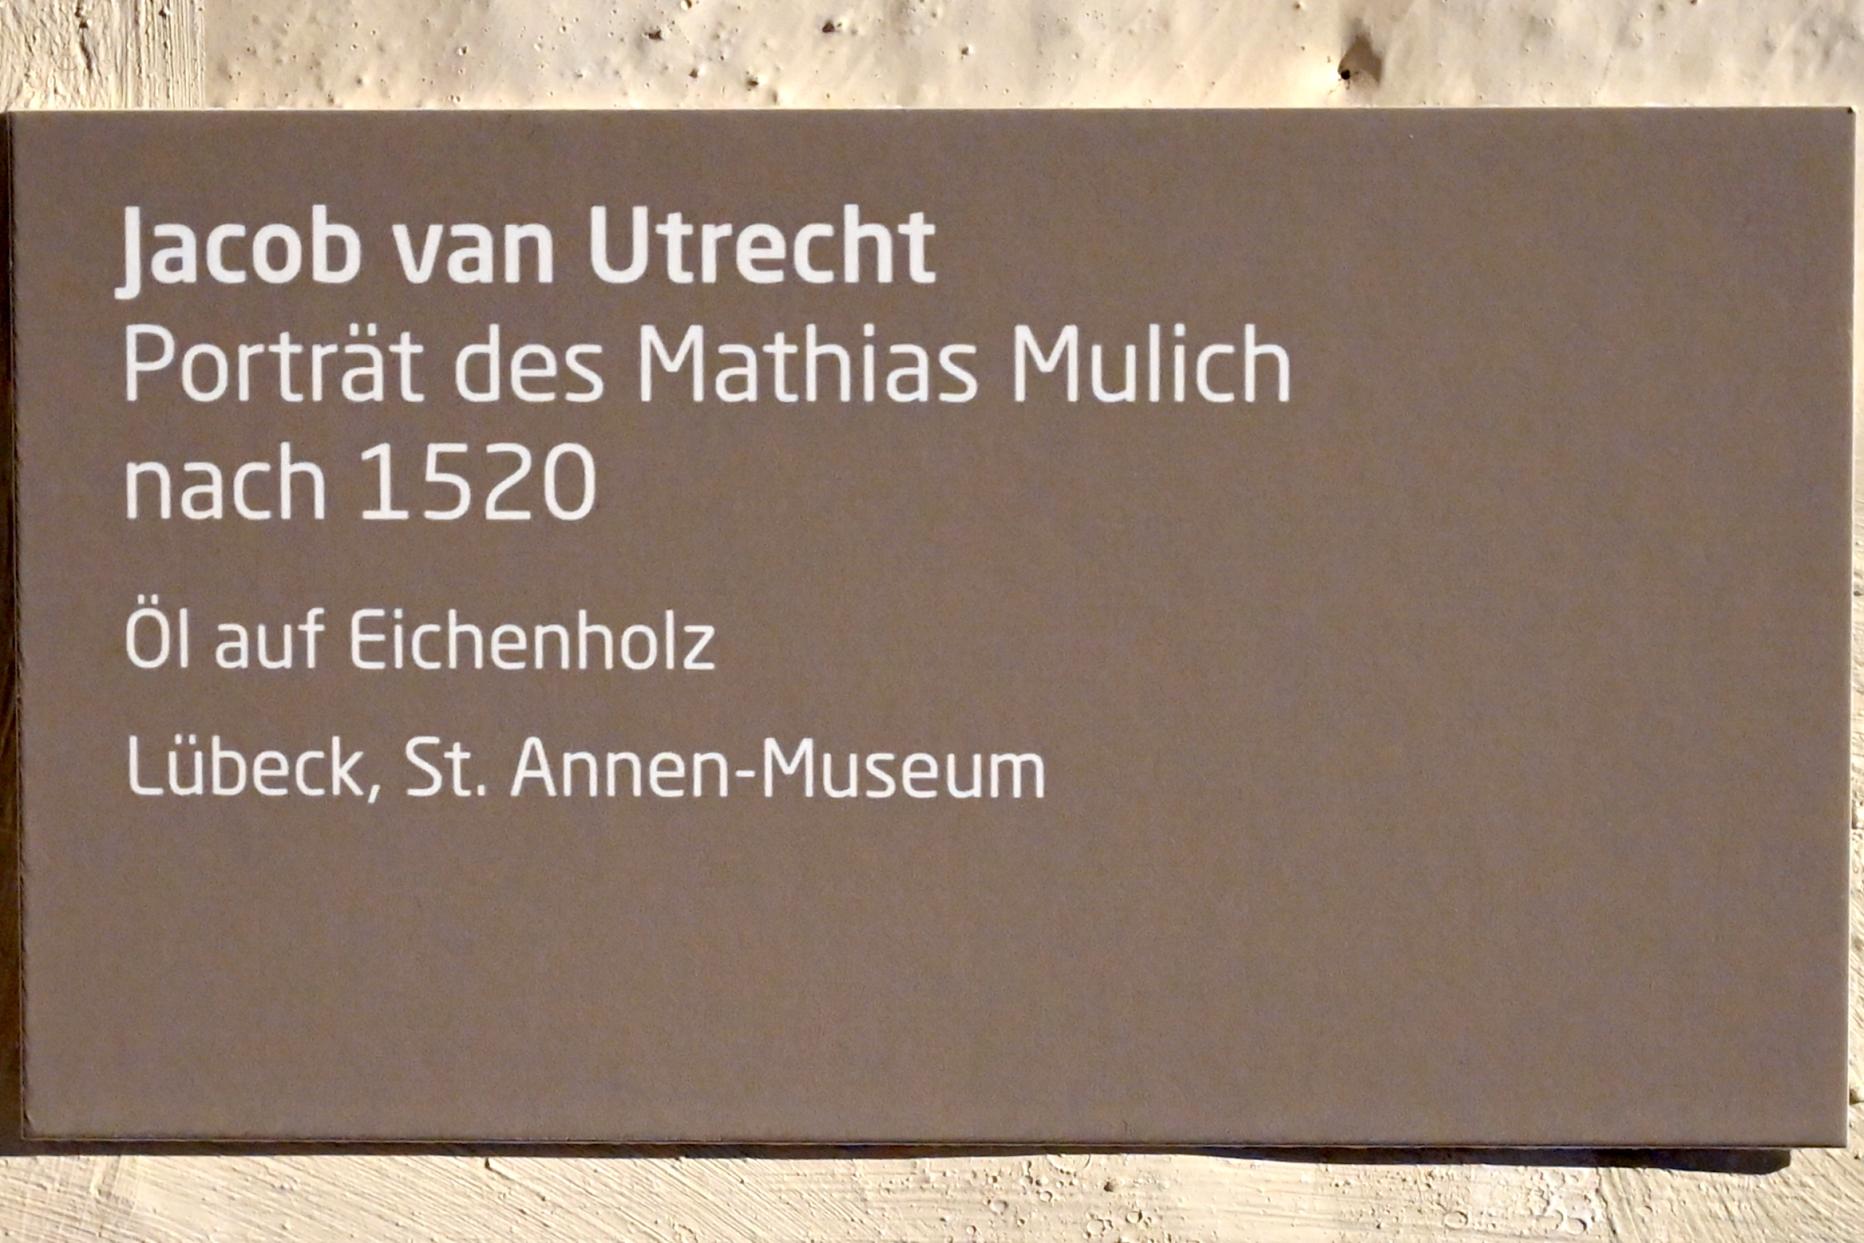 Jacob van Utrecht
Porträt des Mathias Mulich
nach 1520
Öl auf Eichenholz
Lübeck, St. Annen-Museum